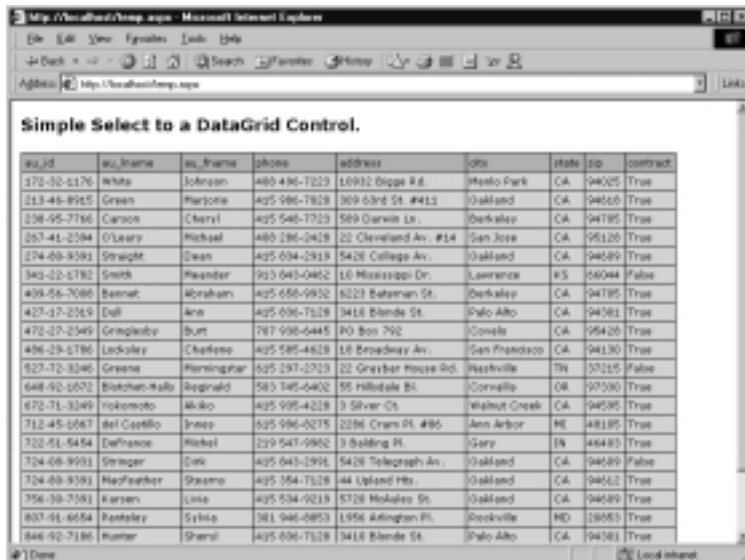 http://localhost/temp.aspx - Microsoft Internet Explorer
File Edit View Favorites Tools Help
Back Search Favorites History
Address http://localhost/temp.aspx Links
Simple Select to a DataGrid Control.
au_id au_lname au_fname phone address city state zip contract
172-32-1176 White Johnson 408 496-7223 10932 Bigge Rd. Menlo Park CA 94025 True
213-46-8915 Green Marjorie 415 986-7020 309 63rd St. #411 Oakland CA 94618 True
238-95-7766 Carson Cheryl 415 548-7723 589 Darwin Ln. Berkeley CA 94705 True
267-41-2394 O'Leary Michael 408 286-2428 22 Cleveland Av. #14 San Jose CA 95128 True
274-80-9391 Straight Dean 415 834-2919 5420 College Av. Oakland CA 94609 True
341-22-1782 Smith Meander 913 843-0462 10 Mississippi Dr. Lawrence KS 66044 False
409-56-7008 Bennet Abraham 415 658-9932 6223 Bateman St. Berkeley CA 94705 True
427-17-2319 Dull Ann 415 836-7128 3410 Blonde St. Palo Alto CA 94301 True
472-27-2349 Gringlesby Burt 707 938-6445 PO Box 792 Covelo CA 95428 True
486-29-1786 Locksley Charlene 415 585-4620 18 Broadway Av. San Francisco CA 94130 True
527-72-3246 Greene Morningstar 615 297-2723 22 Graybar House Rd. Nashville TN 37215 False
648-92-1872 Blotchet-Halls Reginald 503 745-6402 55 Hillsdale Bl. Corvallis OR 97330 True
672-71-3249 Yokomoto Akiko 415 935-4228 3 Silver Ct. Walnut Creek CA 94595 True
712-45-1867 del Castillo Innes 615 996-8275 2286 Cram Pl. #86 Ann Arbor MI 48105 True
722-51-5454 DeFrance Michel 219 547-9982 3 Balding Pl. Gary IN 46403 True
724-08-9931 Stringer Dirk 415 843-2991 5420 Telegraph Av. Oakland CA 94609 False
724-80-9391 MacFeather Stearns 415 354-7128 44 Upland Hts. Oakland CA 94612 True
756-30-7391 Karsen Livia 415 534-9219 5720 McAuley St. Oakland CA 94609 True
807-91-6654 Panteley Sylvia 301 946-8853 1956 Arlington Pl. Rockville MD 20853 True
846-92-7186 Hunter Sheryl 415 836-7128 3410 Blonde St. Palo Alto CA 94301 True
Done Local intranet